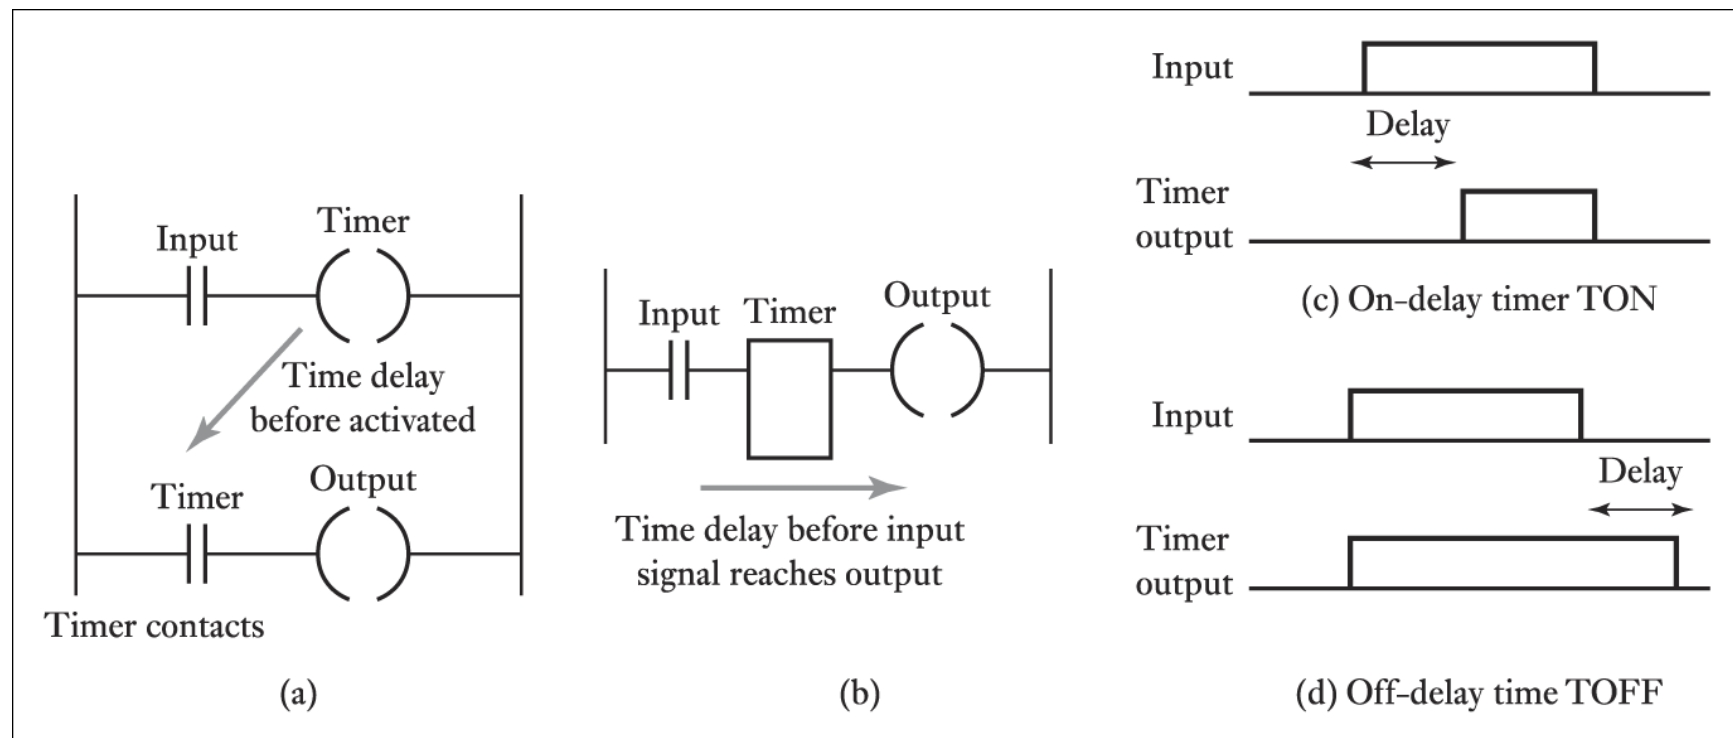 Input
Timer
Time delay
before activated
Timer
Output
Timer contacts
(a)
Input
Timer
Output
Time delay before input
signal reaches output
(b)
Input
Delay
Timer
output
(c) On-delay timer TON
Input
Delay
Timer
output
(d) Off-delay time TOFF